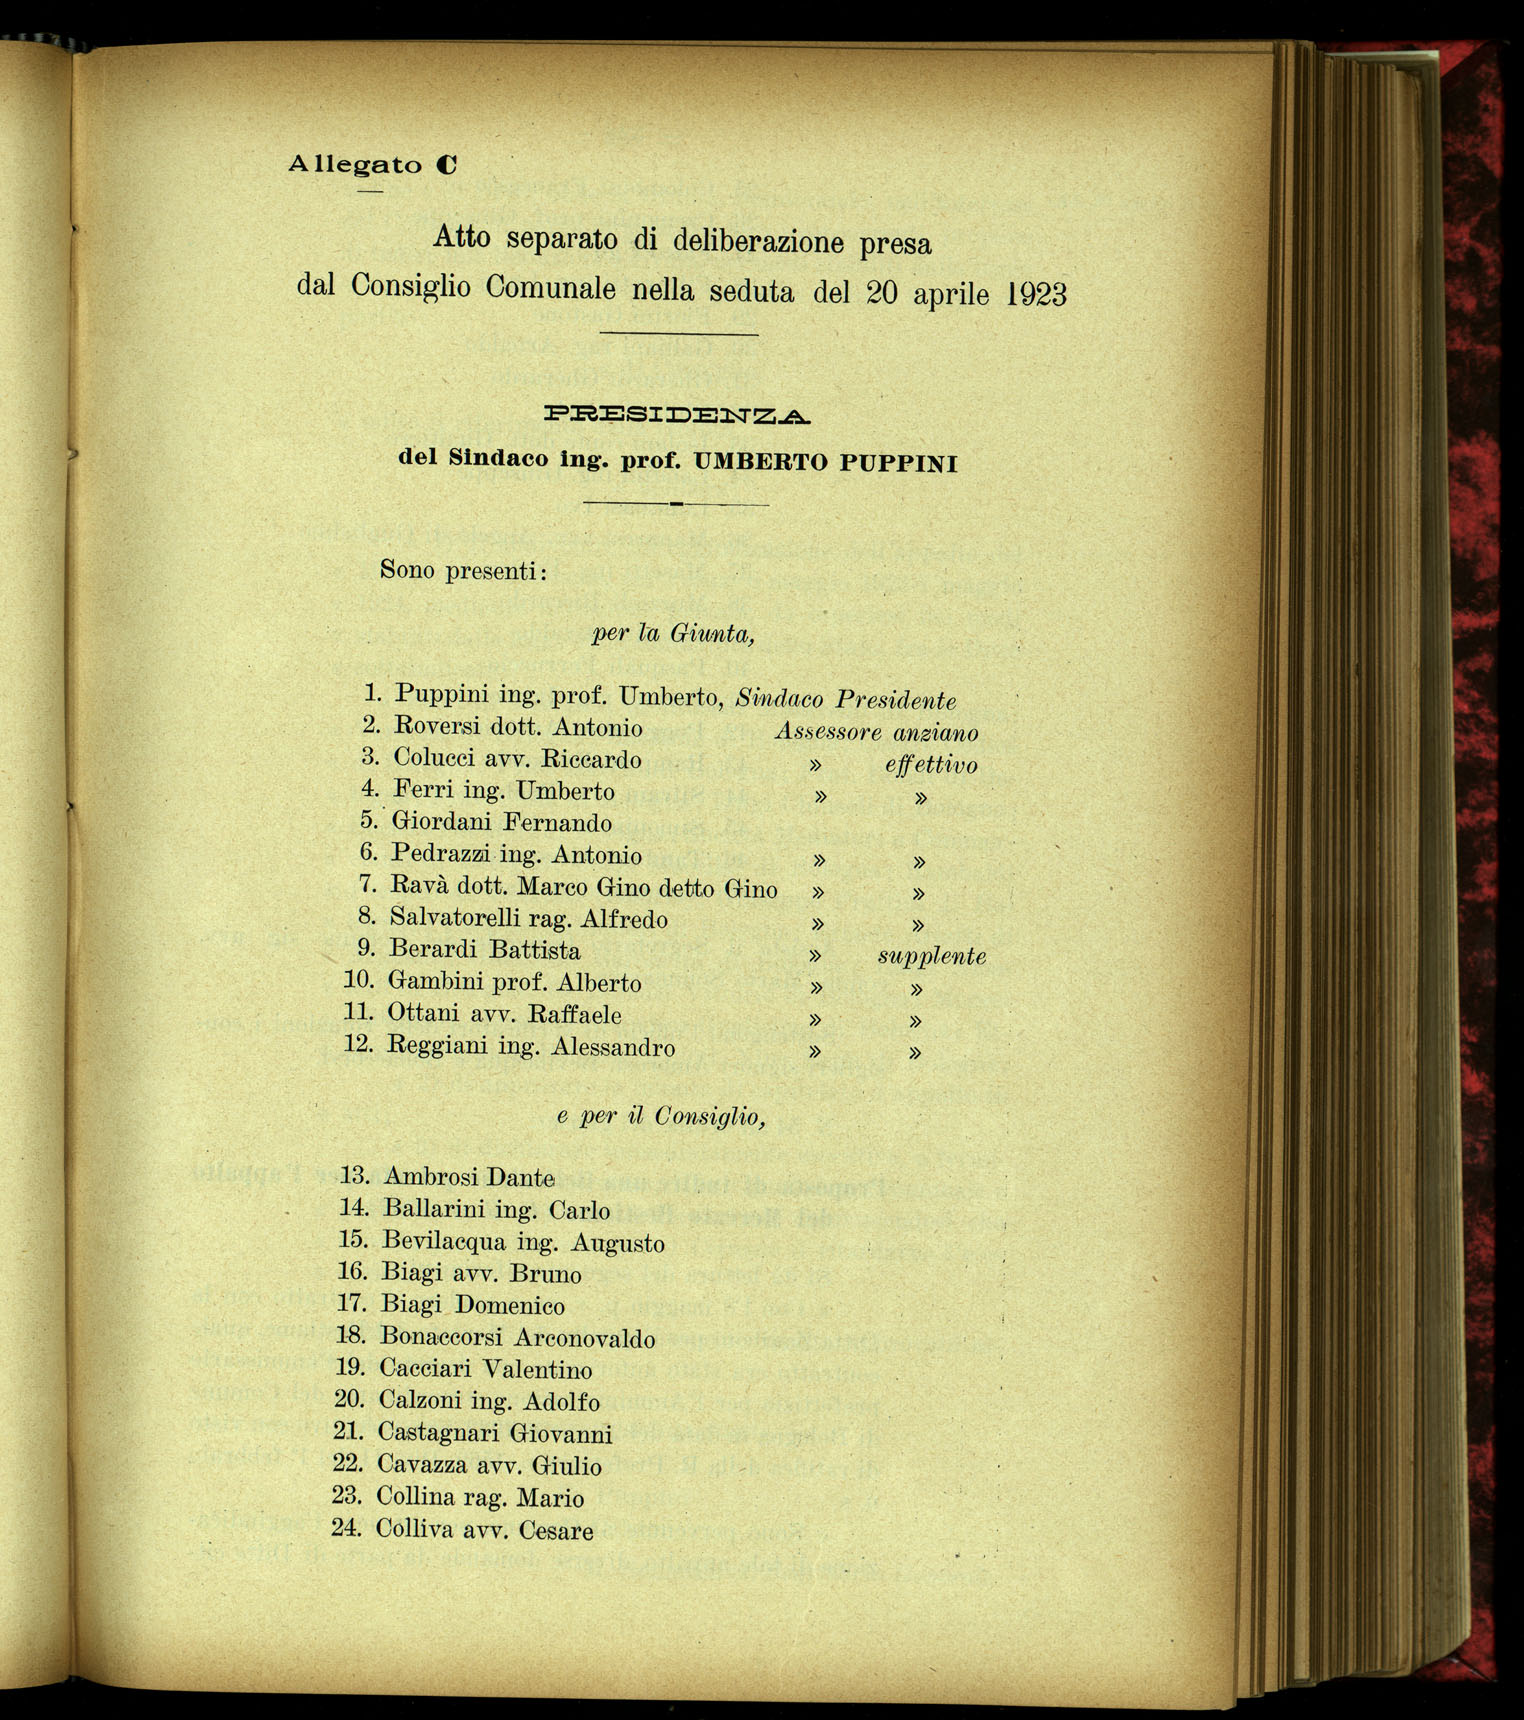 Allegato C
Atto separato di deliberazione presa
dal Consiglio Comunale nella seduta del 20 aprile 1923
PRESIDENZA
del Sindaco ing. prof. UMBERTO PUPPINI
Sono presenti:
per la Giunta,
1. Puppini ing. prof. Umberto, Sindaco Presidente
2. Roversi dott. Antonio Assessore anziano
3. Colucci avv. Riccardo » effettivo
4. Ferri ing. Umberto » »
5. Giordani Fernando
6. Pedrazzi ing. Antonio » »
7. Ravà dott. Marco Gino detto Gino » »
8. Salvatorelli rag. Alfredo » »
9. Berardi Battista » supplente
10. Gambini prof. Alberto » »
11. Ottani avv. Raffaele » »
12. Reggiani ing. Alessandro » »
e per il Consiglio,
13. Ambrosi Dante
14. Ballarini ing. Carlo
15. Bevilacqua ing. Augusto
16. Biagi avv. Bruno
17. Biagi Domenico
18. Bonaccorsi Arconovaldo
19. Cacciari Valentino
20. Calzoni ing. Adolfo
21. Castagnari Giovanni
22. Cavazza avv. Giulio
23. Collina rag. Mario
24. Colliva avv. Cesare